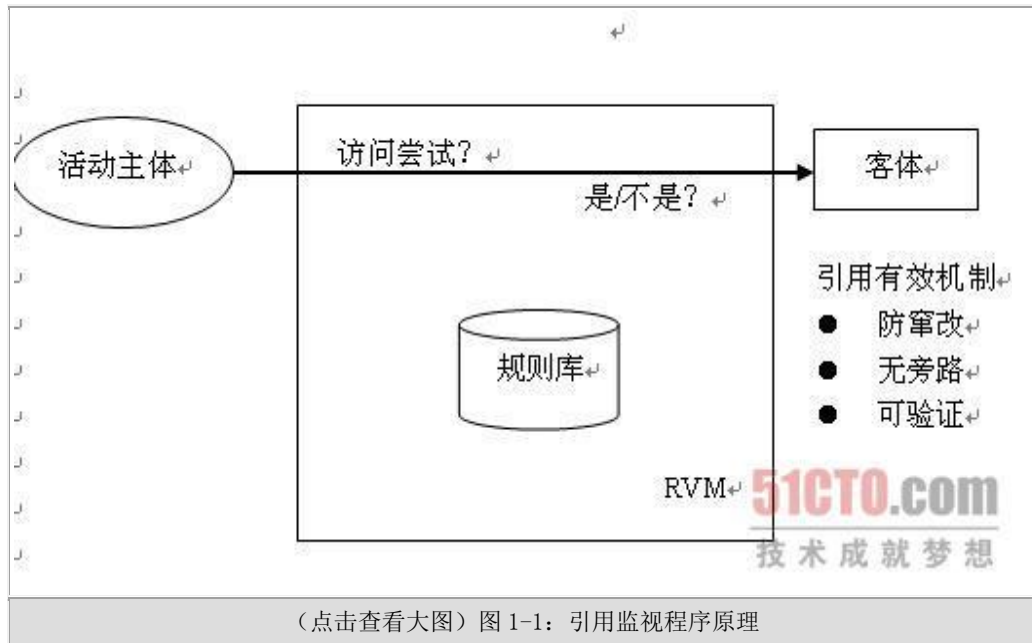 活动主体
访问尝试?
是/不是?
客体
引用有效机制
● 防窜改
● 无旁路
● 可验证
规则库
RVM
51CTO.com
技术成就梦想
（点击查看大图）图 1-1：引用监视程序原理